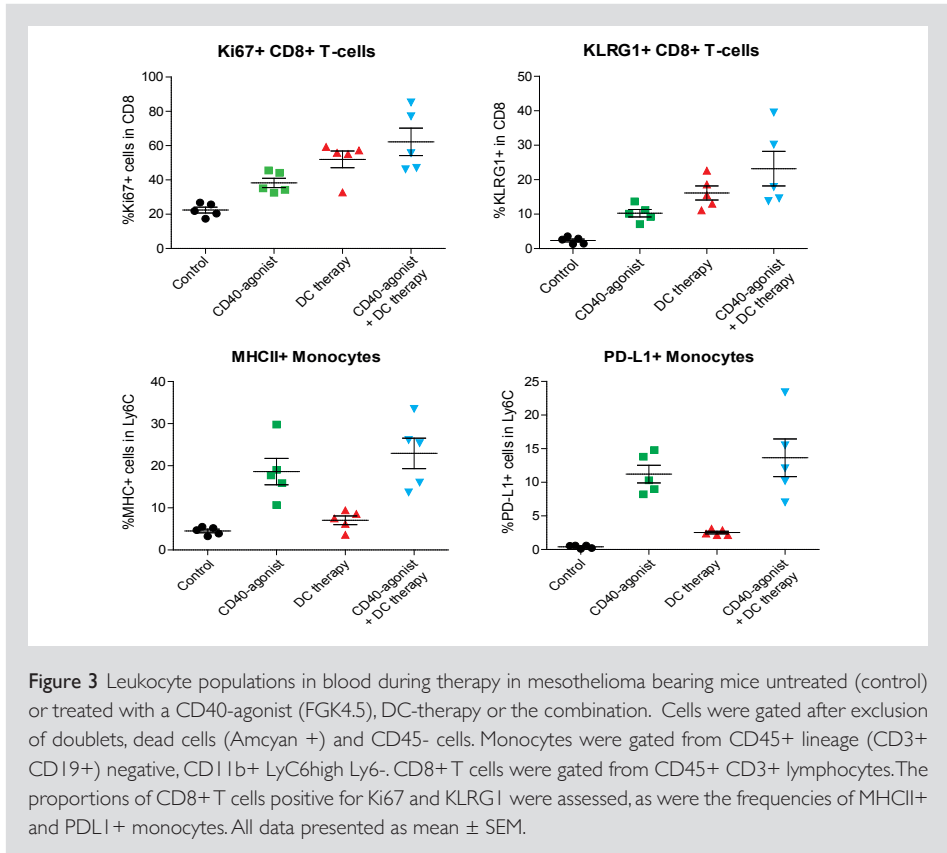 Ki67+ CD8+ T-cells
%Ki67+ cells in CD8
100
80
60
40
20
0
Control
CD40-agonist
DC therapy
CD40-agonist
+ DC therapy
KLRG1+ CD8+ T-cells
%KLRG1+ in CD8
50
40
30
20
10
0
Control
CD40-agonist
DC therapy
CD40-agonist
+ DC therapy
MHCII+ Monocytes
%MHC+ cells in Ly6C
40
30
20
10
0
Control
CD40-agonist
DC therapy
CD40-agonist
+ DC therapy
PD-L1+ Monocytes
%PD-L1+ cells in Ly6C
25
20
15
10
5
0
Control
CD40-agonist
DC therapy
CD40-agonist
+ DC therapy
Figure 3 Leukocyte populations in blood during therapy in mesothelioma bearing mice untreated (control)
or treated with a CD40-agonist (FGK4.5), DC-therapy or the combination. Cells were gated after exclusion
of doublets, dead cells (Amcyan +) and CD45- cells. Monocytes were gated from CD45+ lineage (CD3+
CD19+) negative, CD11b+ LyC6high Ly6-. CD8+ T cells were gated from CD45+ CD3+ lymphocytes. The
proportions of CD8+ T cells positive for Ki67 and KLRG1 were assessed, as were the frequencies of MHCII+
and PDL1+ monocytes. All data presented as mean ± SEM.